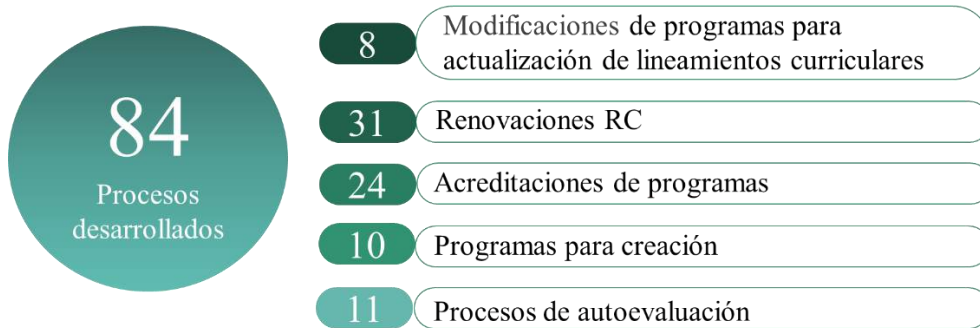 84
Procesos
desarrollados
8
Modificaciones de programas para
actualización de lineamientos curriculares
31
Renovaciones RC
24
Acreditaciones de programas
10
Programas para creación
11
Procesos de autoevaluación